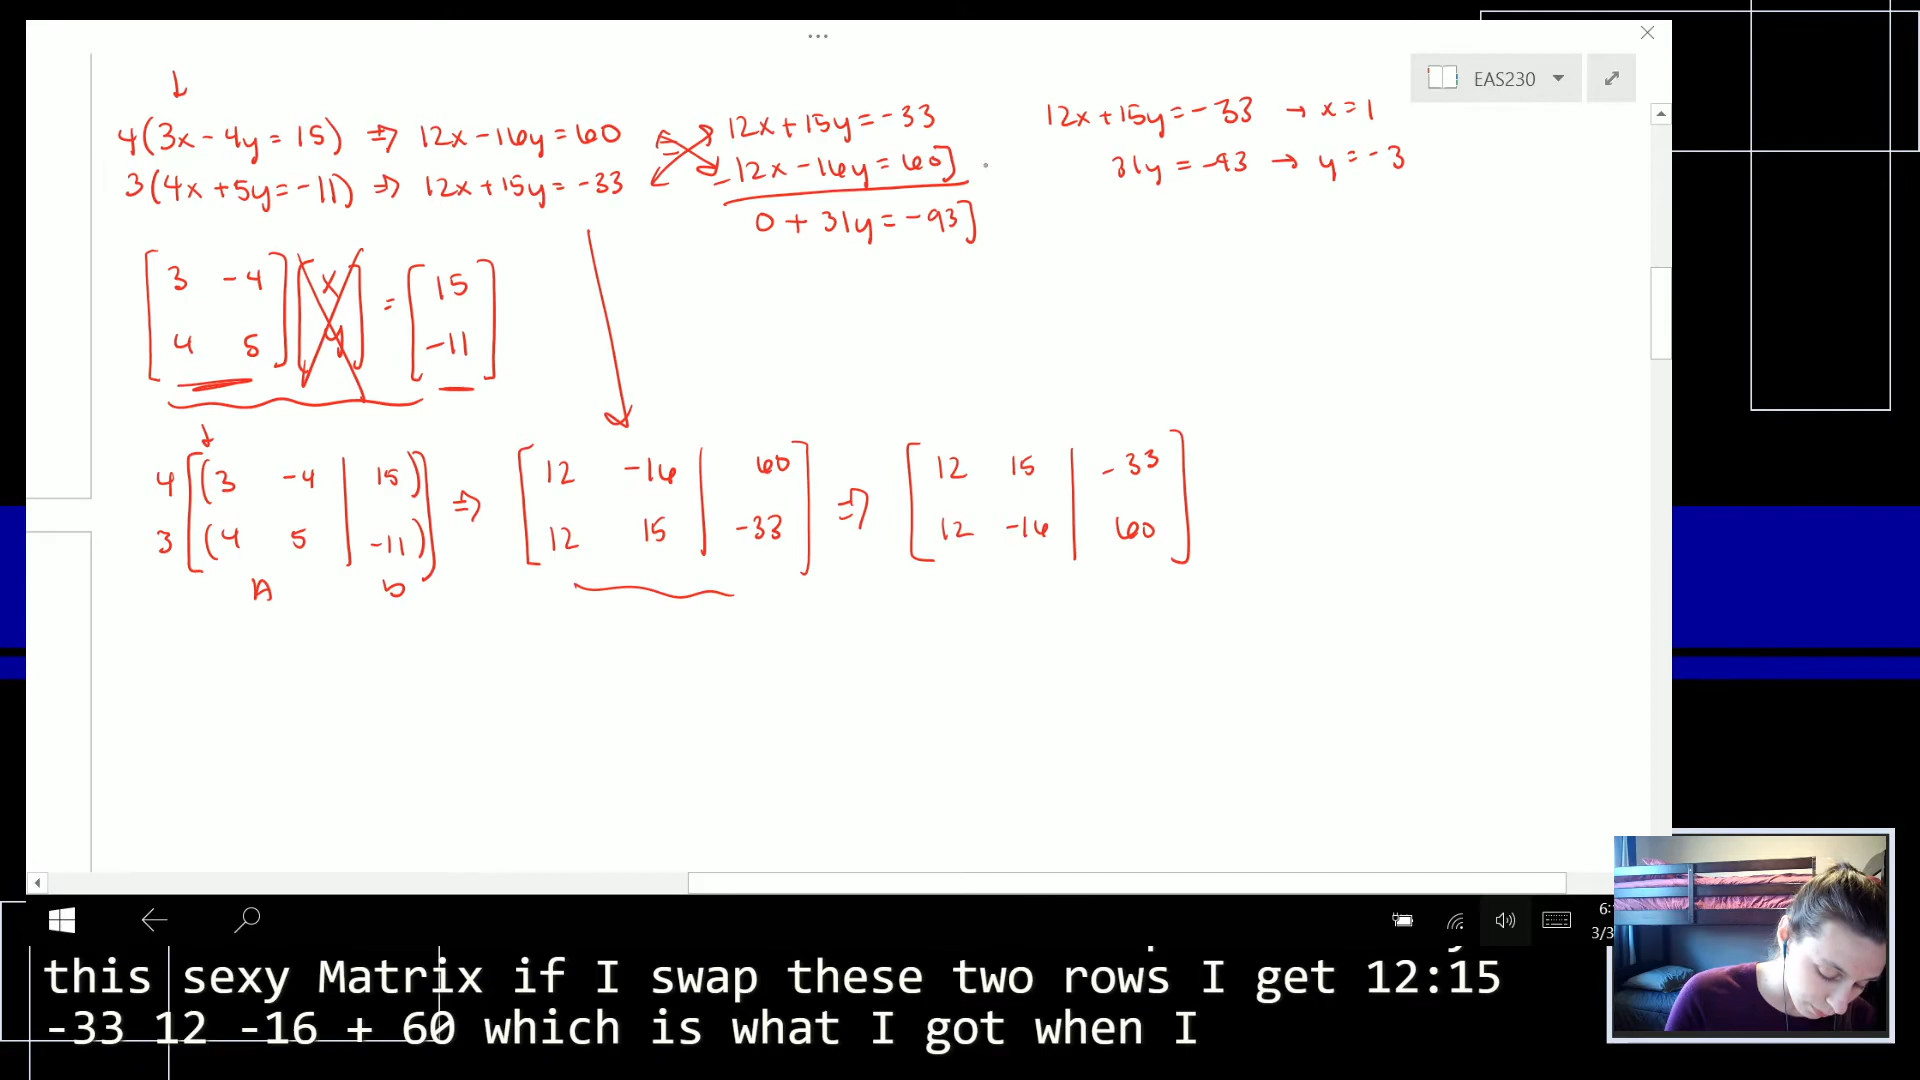 EAS230
4(3x - 4y = 15) ⇒ 12x - 16y = 60
3(4x + 5y = -11) ⇒ 12x + 15y = -33
12x + 15y = -33
-12x - 16y = 60]
0 + 31y = -93]
12x + 15y = -33 → x = 1
31y = -93 → y = -3
[3 -4] [x] = [15]
[4 5] [y] [-11]
4 [(3 -4 | 15)] ⇒ [12 -16 | 60] ⇒ [12 15 | -33]
3 [(4 5 | -11)] [12 15 | -33] [12 -16 | 60]
A b
this sexy Matrix if I swap these two rows I get 12:15
-33 12 -16 + 60 which is what I got when I